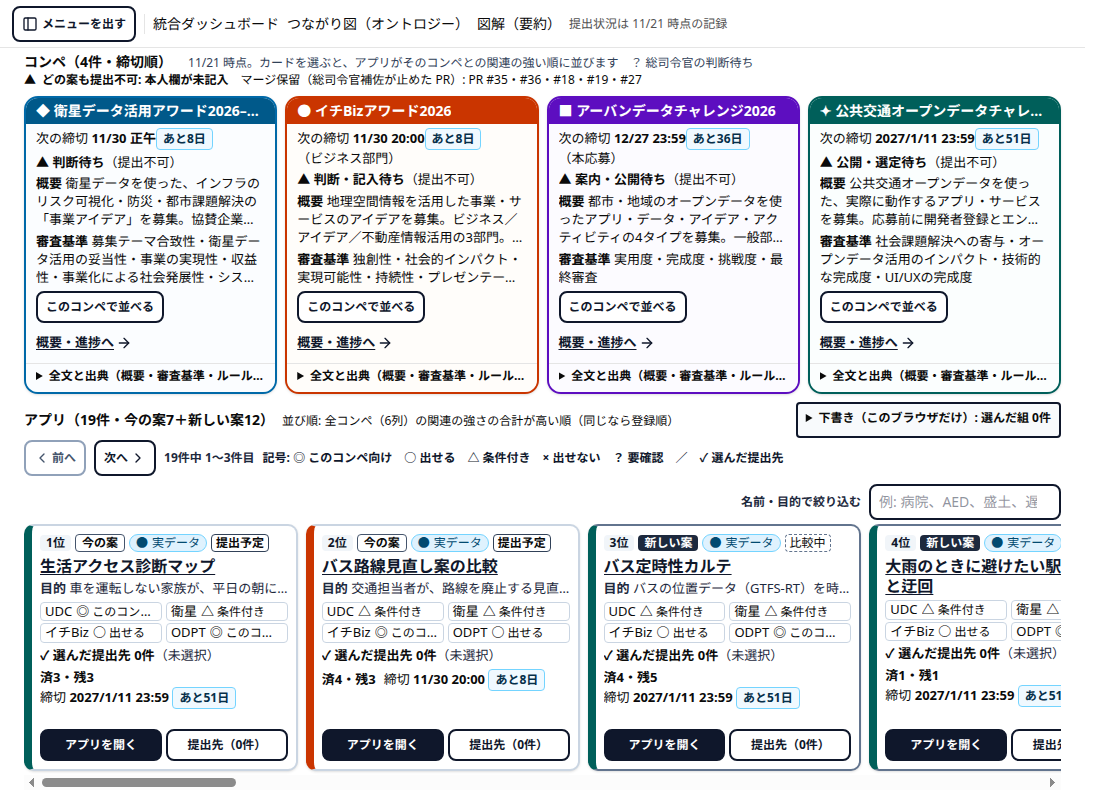 メニューを出す 統合ダッシュボード つながり図（オントロジー） 図解（要約） 提出状況は 11/21 時点の記録
コンペ（4件・締切順） 11/21 時点。カードを選ぶと、アプリがそのコンペとの関連の強い順に並びます ？ 総司令官の判断待ち
▲ どの案も提出不可: 本人欄が未記入 マージ保留（総司令官補佐が止めた PR）: PR #35・#36・#18・#19・#27
◆ 衛星データ活用アワード2026–...
次の締切 11/30 正午 あと8日
▲ 判断待ち（提出不可）
概要 衛星データを使った、インフラの
リスク可視化・防災・都市課題解決の
「事業アイデア」を募集。協賛企業...
審査基準 募集テーマ合致性・衛星デー
タ活用の妥当性・事業の実現性・収益
性・事業化による社会発展性・シス...
このコンペで並べる
概要・進捗へ →
▶ 全文と出典（概要・審査基準・ルール...
● イチBizアワード2026
次の締切 11/30 20:00 あと8日
（ビジネス部門）
▲ 判断・記入待ち（提出不可）
概要 地理空間情報を活用した事業・サ
ービスのアイデアを募集。ビジネス／
アイデア／不動産情報活用の3部門。...
審査基準 独創性・社会的インパクト・
実現可能性・持続性・プレゼンテー...
このコンペで並べる
概要・進捗へ →
▶ 全文と出典（概要・審査基準・ルール...
■ アーバンデータチャレンジ2026
次の締切 12/27 23:59 あと36日
（本応募）
▲ 案内・公開待ち（提出不可）
概要 都市・地域のオープンデータを使
ったアプリ・データ・アイデア・アク
ティビティの4タイプを募集。一般部...
審査基準 実用度・完成度・挑戦度・最
終審査
このコンペで並べる
概要・進捗へ →
▶ 全文と出典（概要・審査基準・ルール...
✦ 公共交通オープンデータチャレ...
次の締切 2027/1/11 23:59 あと51日
▲ 公開・選定待ち（提出不可）
概要 公共交通オープンデータを使っ
た、実際に動作するアプリ・サービス
を募集。応募前に開発者登録とエン...
審査基準 社会課題解決への寄与・オー
プンデータ活用のインパクト・技術的
な完成度・UI/UXの完成度
このコンペで並べる
概要・進捗へ →
▶ 全文と出典（概要・審査基準・ルール...
アプリ（19件・今の案7＋新しい案12） 並び順: 全コンペ（6列）の関連の強さの合計が高い順（同じなら登録順）
▶ 下書き（このブラウザだけ）: 選んだ組 0件
前へ 次へ 19件中 1〜3件目 記号: ◎ このコンペ向け ○ 出せる △ 条件付き × 出せない ？ 要確認 ／ ✓ 選んだ提出先
名前・目的で絞り込む 例: 病院、AED、盛土、遅
1位 今の案 ● 実データ 提出予定
生活アクセス診断マップ
目的 車を運転しない家族が、平日の朝に...
UDC ◎ このコン... 衛星 △ 条件付き
イチBiz ○ 出せる ODPT ◎ このコ...
✓ 選んだ提出先 0件（未選択）
済3・残3
締切 2027/1/11 23:59 あと51日
アプリを開く 提出先（0件）
2位 今の案 ● 実データ 提出予定
バス路線見直し案の比較
目的 交通担当者が、路線を廃止する見直...
UDC △ 条件付き 衛星 △ 条件付き
イチBiz ◎ このコ... ODPT ○ 出せる
✓ 選んだ提出先 0件（未選択）
済4・残3 締切 11/30 20:00 あと8日
アプリを開く 提出先（0件）
3位 新しい案 ● 実データ 比較中
バス定時性カルテ
目的 バスの位置データ（GTFS-RT）を時...
UDC △ 条件付き 衛星 △ 条件付き
イチBiz ○ 出せる ODPT ◎ このコ...
✓ 選んだ提出先 0件（未選択）
済4・残5
締切 2027/1/11 23:59 あと51日
アプリを開く 提出先（0件）
4位 新しい案 ● 実データ
大雨のときに避けたい駅
と迂回
UDC △ 条件付き 衛星 △
イチBiz ○ 出せる ODPT ◎
✓ 選んだ提出先 0件（未選択）
済1・残1
締切 2027/1/11 23:59 あと51
アプリを開く 提出